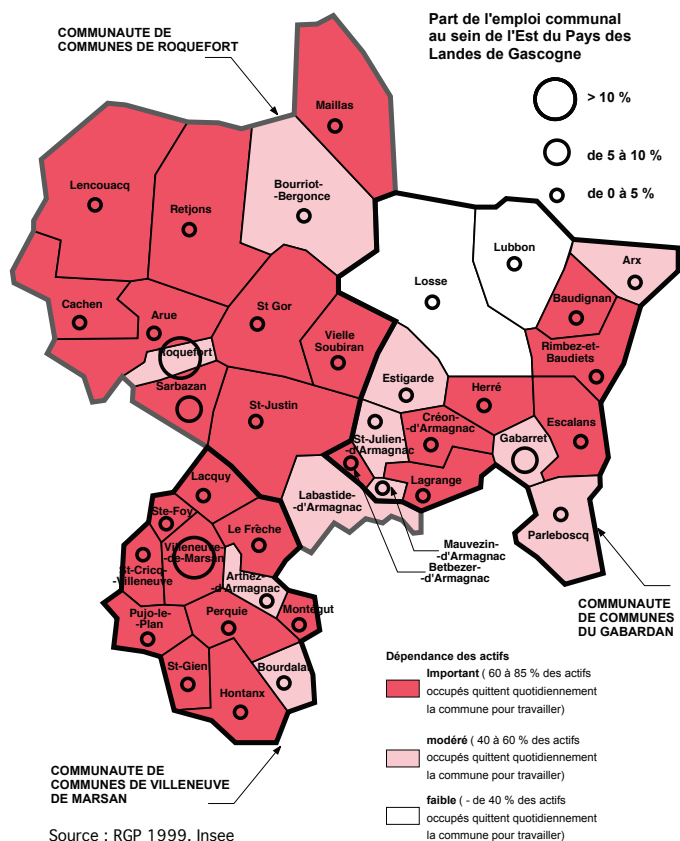 COMMUNAUTE DE
COMMUNES DE ROQUEFORT
Part de l'emploi communal
au sein de l'Est du Pays des
Landes de Gascogne
> 10 %
de 5 à 10 %
de 0 à 5 %
Maillas
Lencouacq
Retjons
Bourriot-
-Bergonce
Losse
Lubbon
Arx
Baudignan
Cachen
Arue
St Gor
Vielle
Soubiran
Rimbez-et-
Baudiets
Roquefort
Sarbazan
Estigarde
Herré
St-Justin
St-Julien-
-d'Armagnac
Créon-
-d'Armagnac
Gabarret
Escalans
Lacquy
Labastide-
-d'Armagnac
Lagrange
Parleboscq
Ste-Foy
Le Frèche
Villeneuve-
-de-Marsan
St-Cricq-
-Villeneuve
Arthez-
-d'Armagnac
Mauvezin-
-d'Armagnac
Betbezer-
-d'Armagnac
Pujo-le-
-Plan
Perquie
Montégut
COMMUNAUTE
DE COMMUNES
DU GABARDAN
St-Gien
Hontanx
Bourdalat
Dépendance des actifs
Important ( 60 à 85 % des actifs
occupés quittent quotidiennement
la commune pour travailler)
modéré ( 40 à 60 % des actifs
occupés quittent quotidiennement
la commune pour travailler)
faible ( - de 40 % des actifs
occupés quittent quotidiennement
la commune pour travailler)
COMMUNAUTE DE
COMMUNES DE VILLENEUVE
DE MARSAN
Source : RGP 1999. Insee